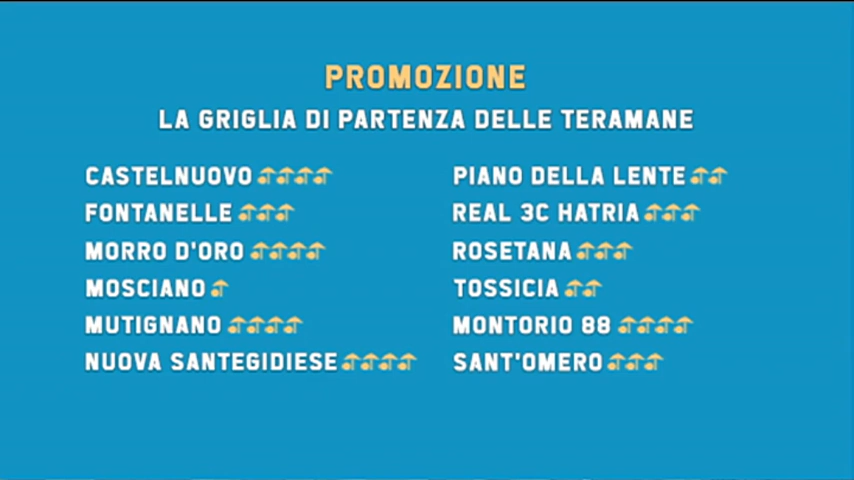 PROMOZIONE
LA GRIGLIA DI PARTENZA DELLE TERAMANE
CASTELNUOVO
FONTANELLE
MORRO D'ORO
MOSCIANO
MUTIGNANO
NUOVA SANTEGIDIESE
PIANO DELLA LENTE
REAL 3C HATRIA
ROSETANA
TOSSICIA
MONTORIO 88
SANT'OMERO